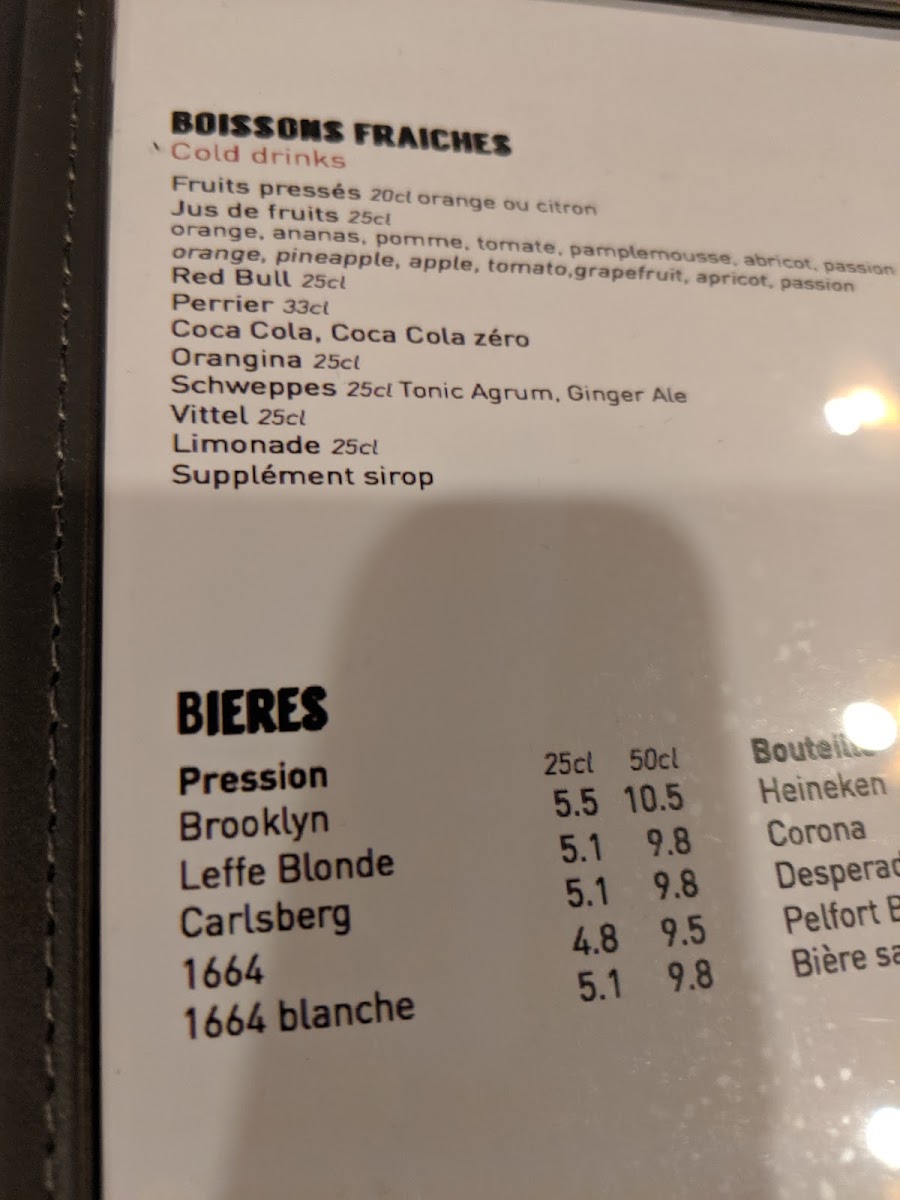 BOISSONS FRAICHES
Cold drinks
Fruits pressés 20cl orange ou citron
Jus de fruits 25cl
orange, ananas, pomme, tomate, pamplemousse, abricot, passion
orange, pineapple, apple, tomato,grapefruit, apricot, passion
Red Bull 25cl
Perrier 33cl
Coca Cola, Coca Cola zéro
Orangina 25cl
Schweppes 25cl Tonic Agrum, Ginger Ale
Vittel 25cl
Limonade 25cl
Supplément sirop
BIERES
Pression 25cl 50cl
Brooklyn 5.5 10.5
Leffe Blonde 5.1 9.8
Carlsberg 5.1 9.8
1664 4.8 9.5
1664 blanche 5.1 9.8
Heineken
Corona
Pelfort
Bière